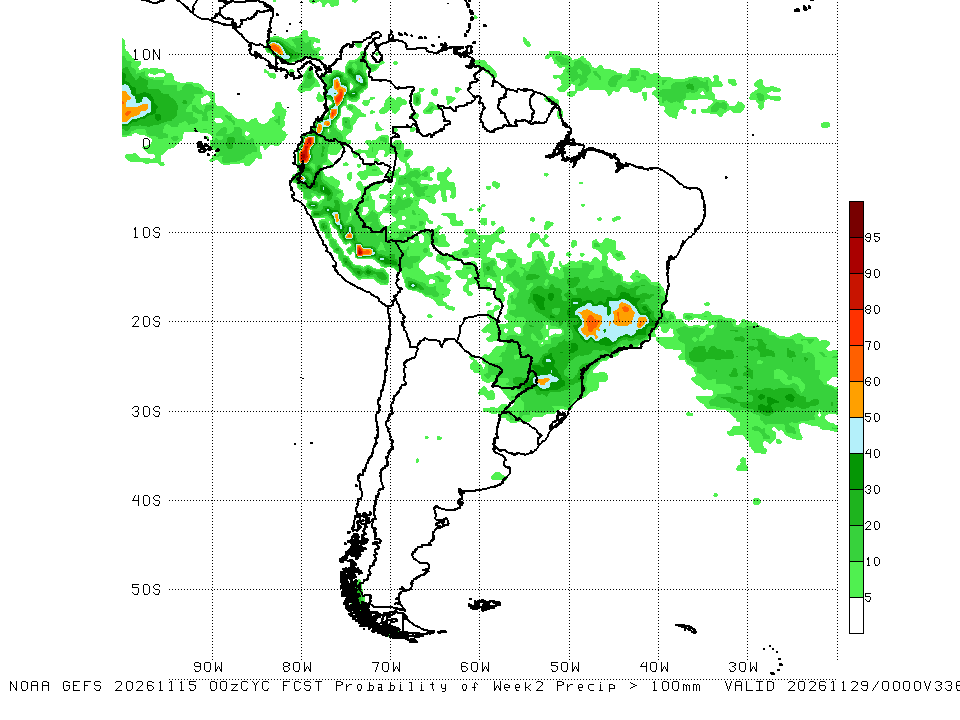 10N
0
10S
20S
30S
40S
50S
95
90
80
70
60
50
40
30
20
10
5
90W 80W 70W 60W 50W 40W 30W
NOAA GEFS 20261115 00zCYC FCST Probability of Week2 Precip > 100mm VALID 20261129/0000V336